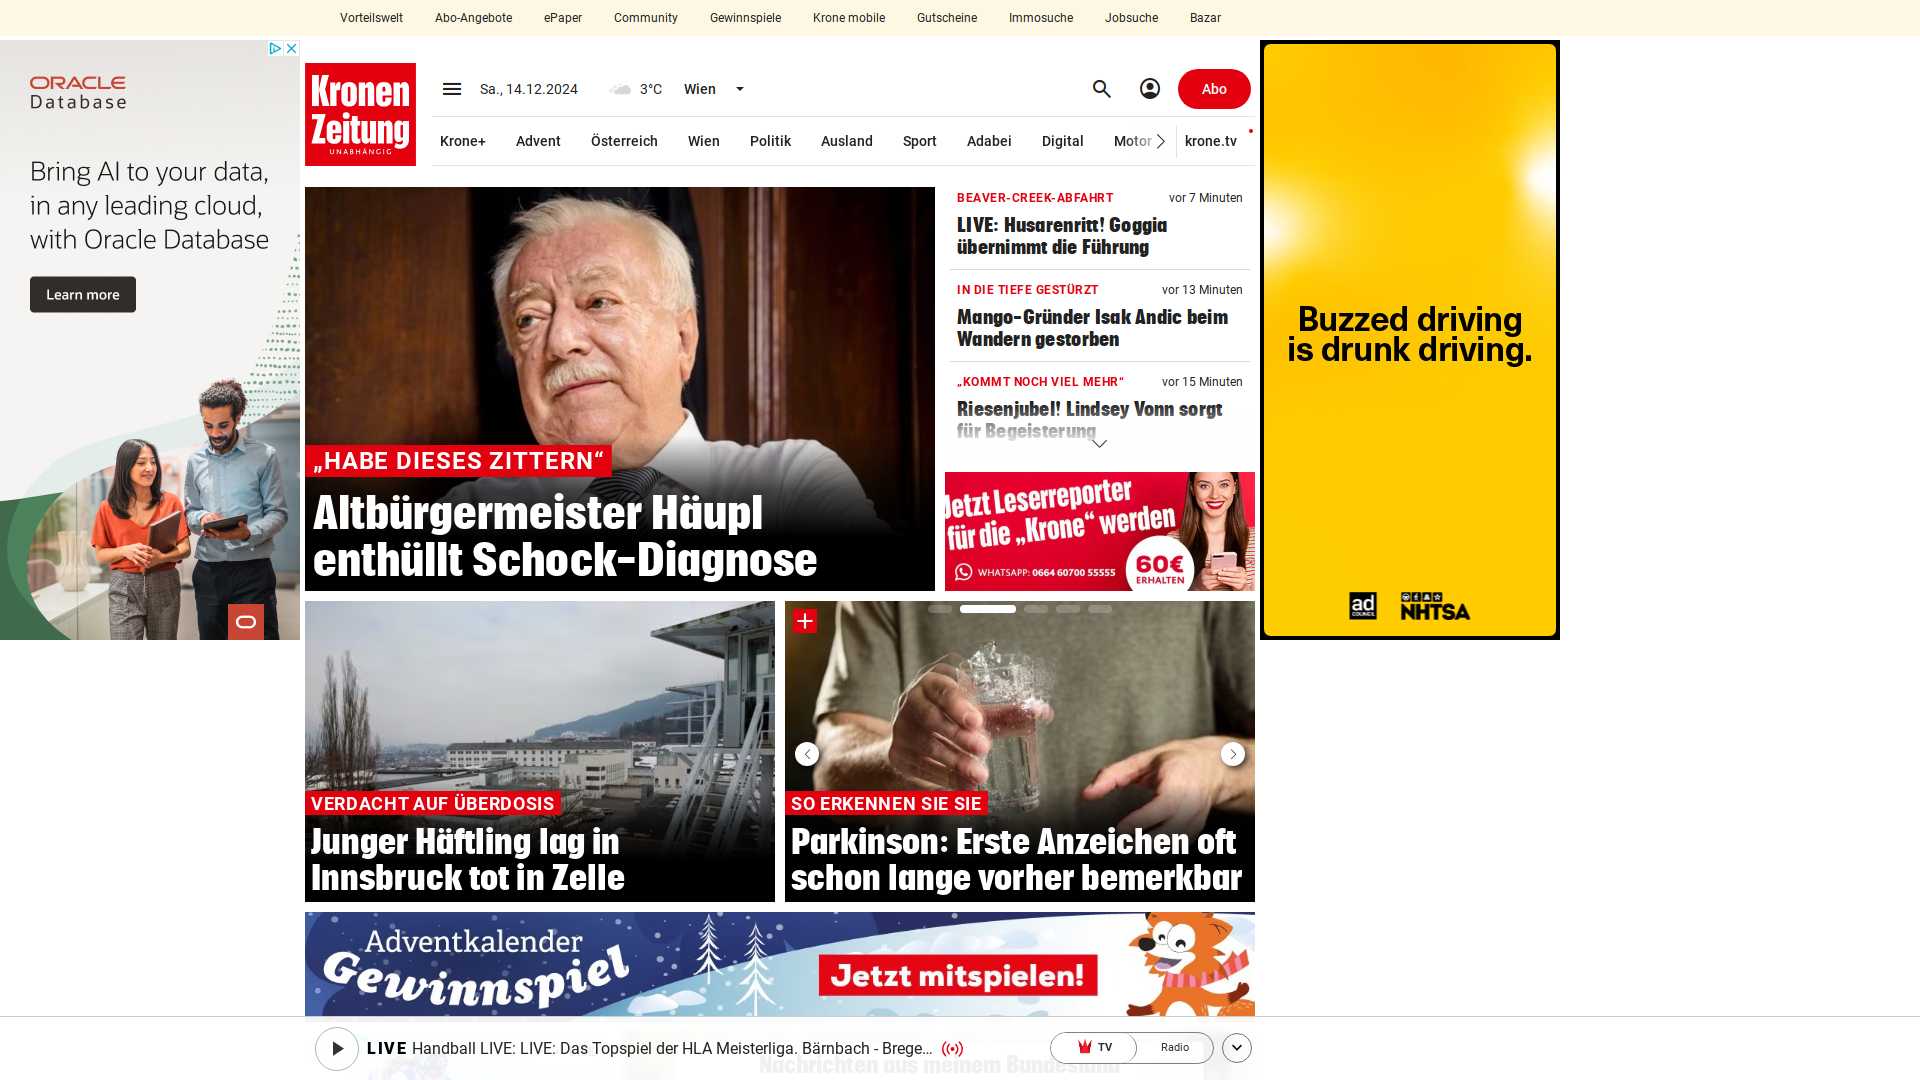 Vorteilswelt Abo-Angebote ePaper Community Gewinnspiele Krone mobile Gutscheine Immosuche Jobsuche Bazar
ORACLE
Database
Bring AI to your data,
in any leading cloud,
with Oracle Database
Learn more
Kronen
Zeitung
UNABHÄNGIG
Sa., 14.12.2024 3°C Wien
Abo
Krone+ Advent Österreich Wien Politik Ausland Sport Adabei Digital Motor krone.tv
„HABE DIESES ZITTERN“
Altbürgermeister Häupl
enthüllt Schock-Diagnose
BEAVER-CREEK-ABFAHRT vor 7 Minuten
LIVE: Husarenritt! Goggia
übernimmt die Führung
IN DIE TIEFE GESTÜRZT vor 13 Minuten
Mango-Gründer Isak Andic beim
Wandern gestorben
„KOMMT NOCH VIEL MEHR“ vor 15 Minuten
Riesenjubel! Lindsey Vonn sorgt
für Begeisterung
Jetzt Leserreporter
für die „Krone“ werden
WHATSAPP: 0664 60700 55555
60€
ERHALTEN
Buzzed driving
is drunk driving.
ad
COUNCIL
NHTSA
VERDACHT AUF ÜBERDOSIS
Junger Häftling lag in
Innsbruck tot in Zelle
SO ERKENNEN SIE SIE
Parkinson: Erste Anzeichen oft
schon lange vorher bemerkbar
Adventkalender
Gewinnspiel
Jetzt mitspielen!
LIVE Handball LIVE: LIVE: Das Topspiel der HLA Meisterliga. Bärnbach - Brege...
TV Radio
Nachrichten aus meinem Bundesland